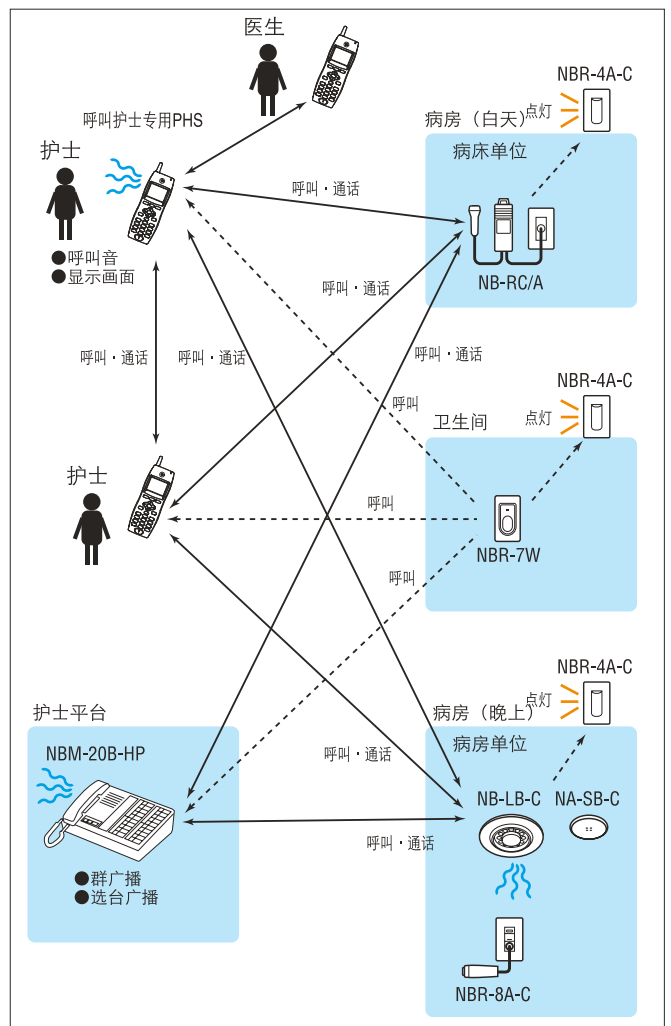 医生
NBR-4A-C
呼叫护士专用PHS
病房（白天）
点灯
护士
病床单位
呼叫・通话
●呼叫音
●显示画面
NB-RC/A
呼叫・通话
呼叫・通话
呼叫・通话
呼叫・通话
NBR-4A-C
呼叫
卫生间
点灯
护士
呼叫
NBR-7W
呼叫
NBR-4A-C
护士平台
病房（晚上）
点灯
NBM-20B-HP
病房单位
呼叫・通话
NB-LB-C
NA-SB-C
呼叫・通话
●群广播
●选台广播
NBR-8A-C